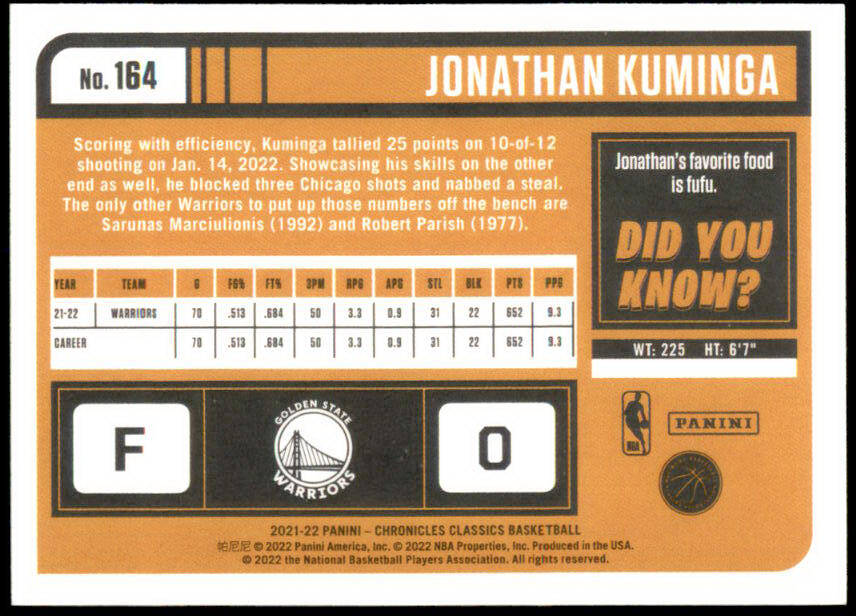 No. 164
JONATHAN KUMINGA
Scoring with efficiency, Kuminga tallied 25 points on 10-of-12
shooting on Jan. 14, 2022. Showcasing his skills on the other
end as well, he blocked three Chicago shots and nabbed a steal.
The only other Warriors to put up those numbers off the bench are
Sarunas Marciulionis (1992) and Robert Parish (1977).
Jonathan's favorite food
is fufu.
DID YOU
KNOW?
YEAR TEAM G FG% FT% 3PM RPG APG STL BLK PTS PPG
21-22 WARRIORS 70 .513 .684 50 3.3 0.9 31 22 652 9.3
CAREER 70 .513 .684 50 3.3 0.9 31 22 652 9.3
WT: 225 HT: 6'7"
F
GOLDEN STATE
WARRIORS
0
NBA
PANINI
2021-22 PANINI – CHRONICLES CLASSICS BASKETBALL
帕尼尼 © 2022 Panini America, Inc. © 2022 NBA Properties, Inc. Produced in the USA.
© 2022 the National Basketball Players Association. All rights reserved.